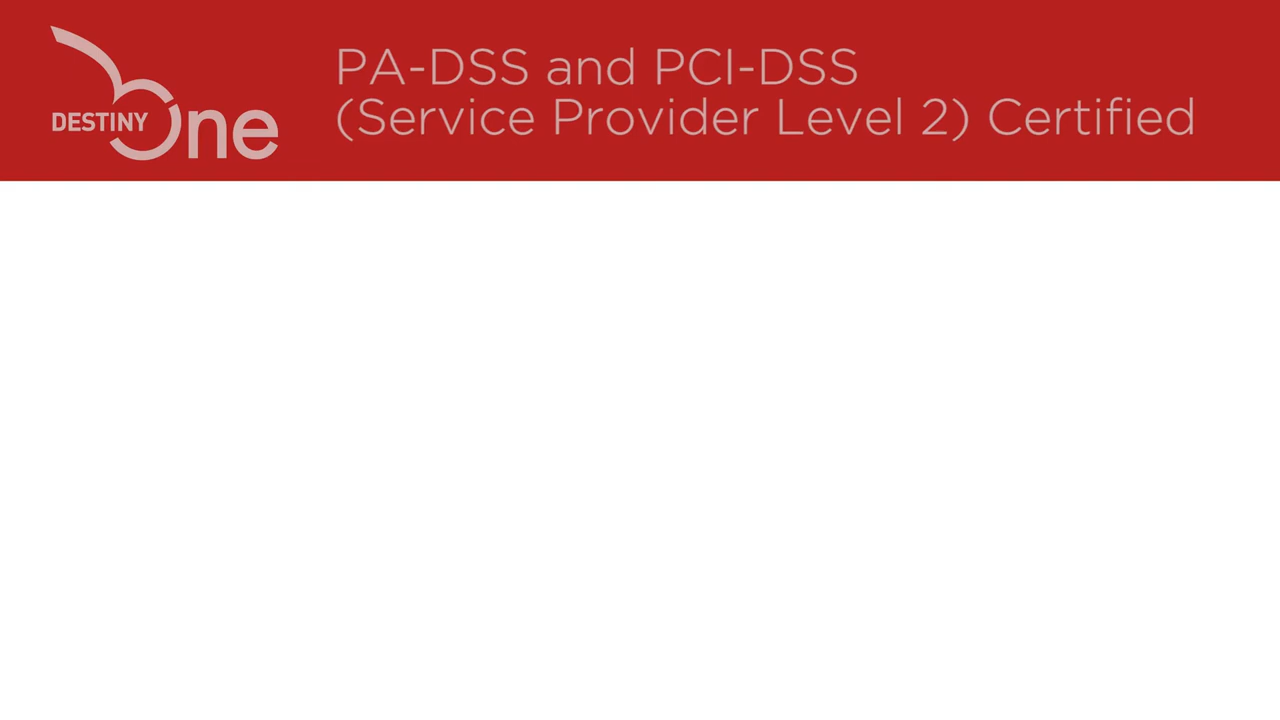 DESTINY One
PA-DSS and PCI-DSS
(Service Provider Level 2) Certified